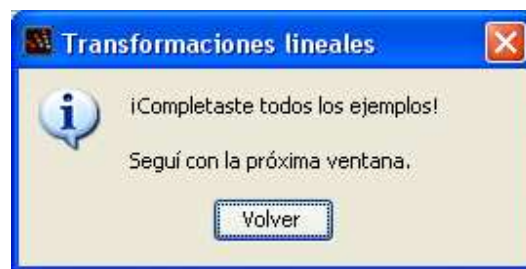 Transformaciones lineales
¡Completaste todos los ejemplos!
Seguí con la próxima ventana.
Volver